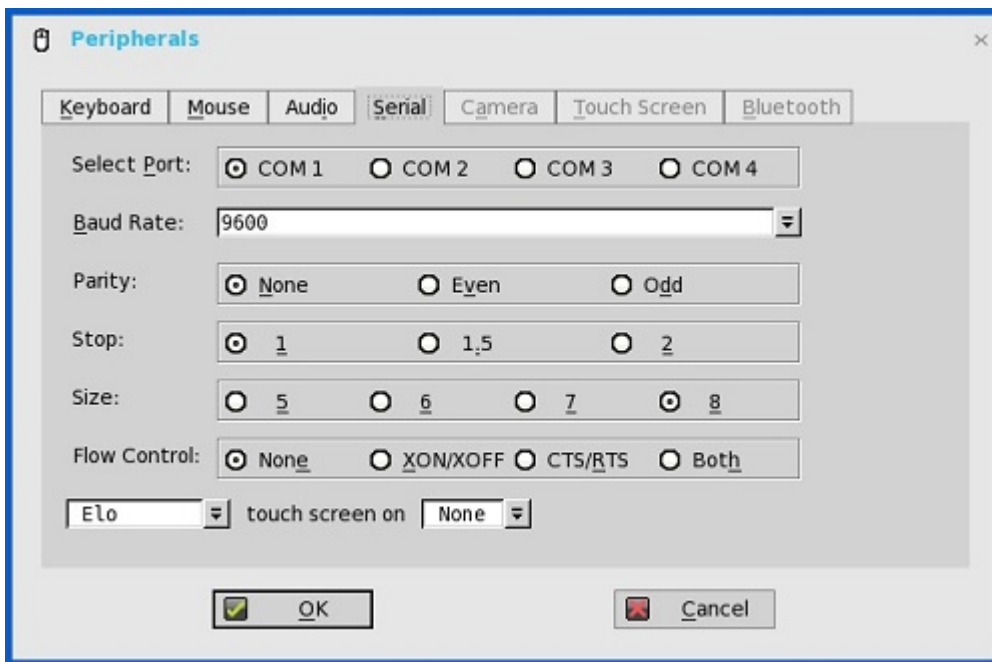 Peripherals
Keyboard Mouse Audio Serial Camera Touch Screen Bluetooth
Select Port: COM 1 COM 2 COM 3 COM 4
Baud Rate: 9600
Parity: None Even Odd
Stop: 1 1.5 2
Size: 5 6 7 8
Flow Control: None XON/XOFF CTS/RTS Both
Elo touch screen on None
OK Cancel